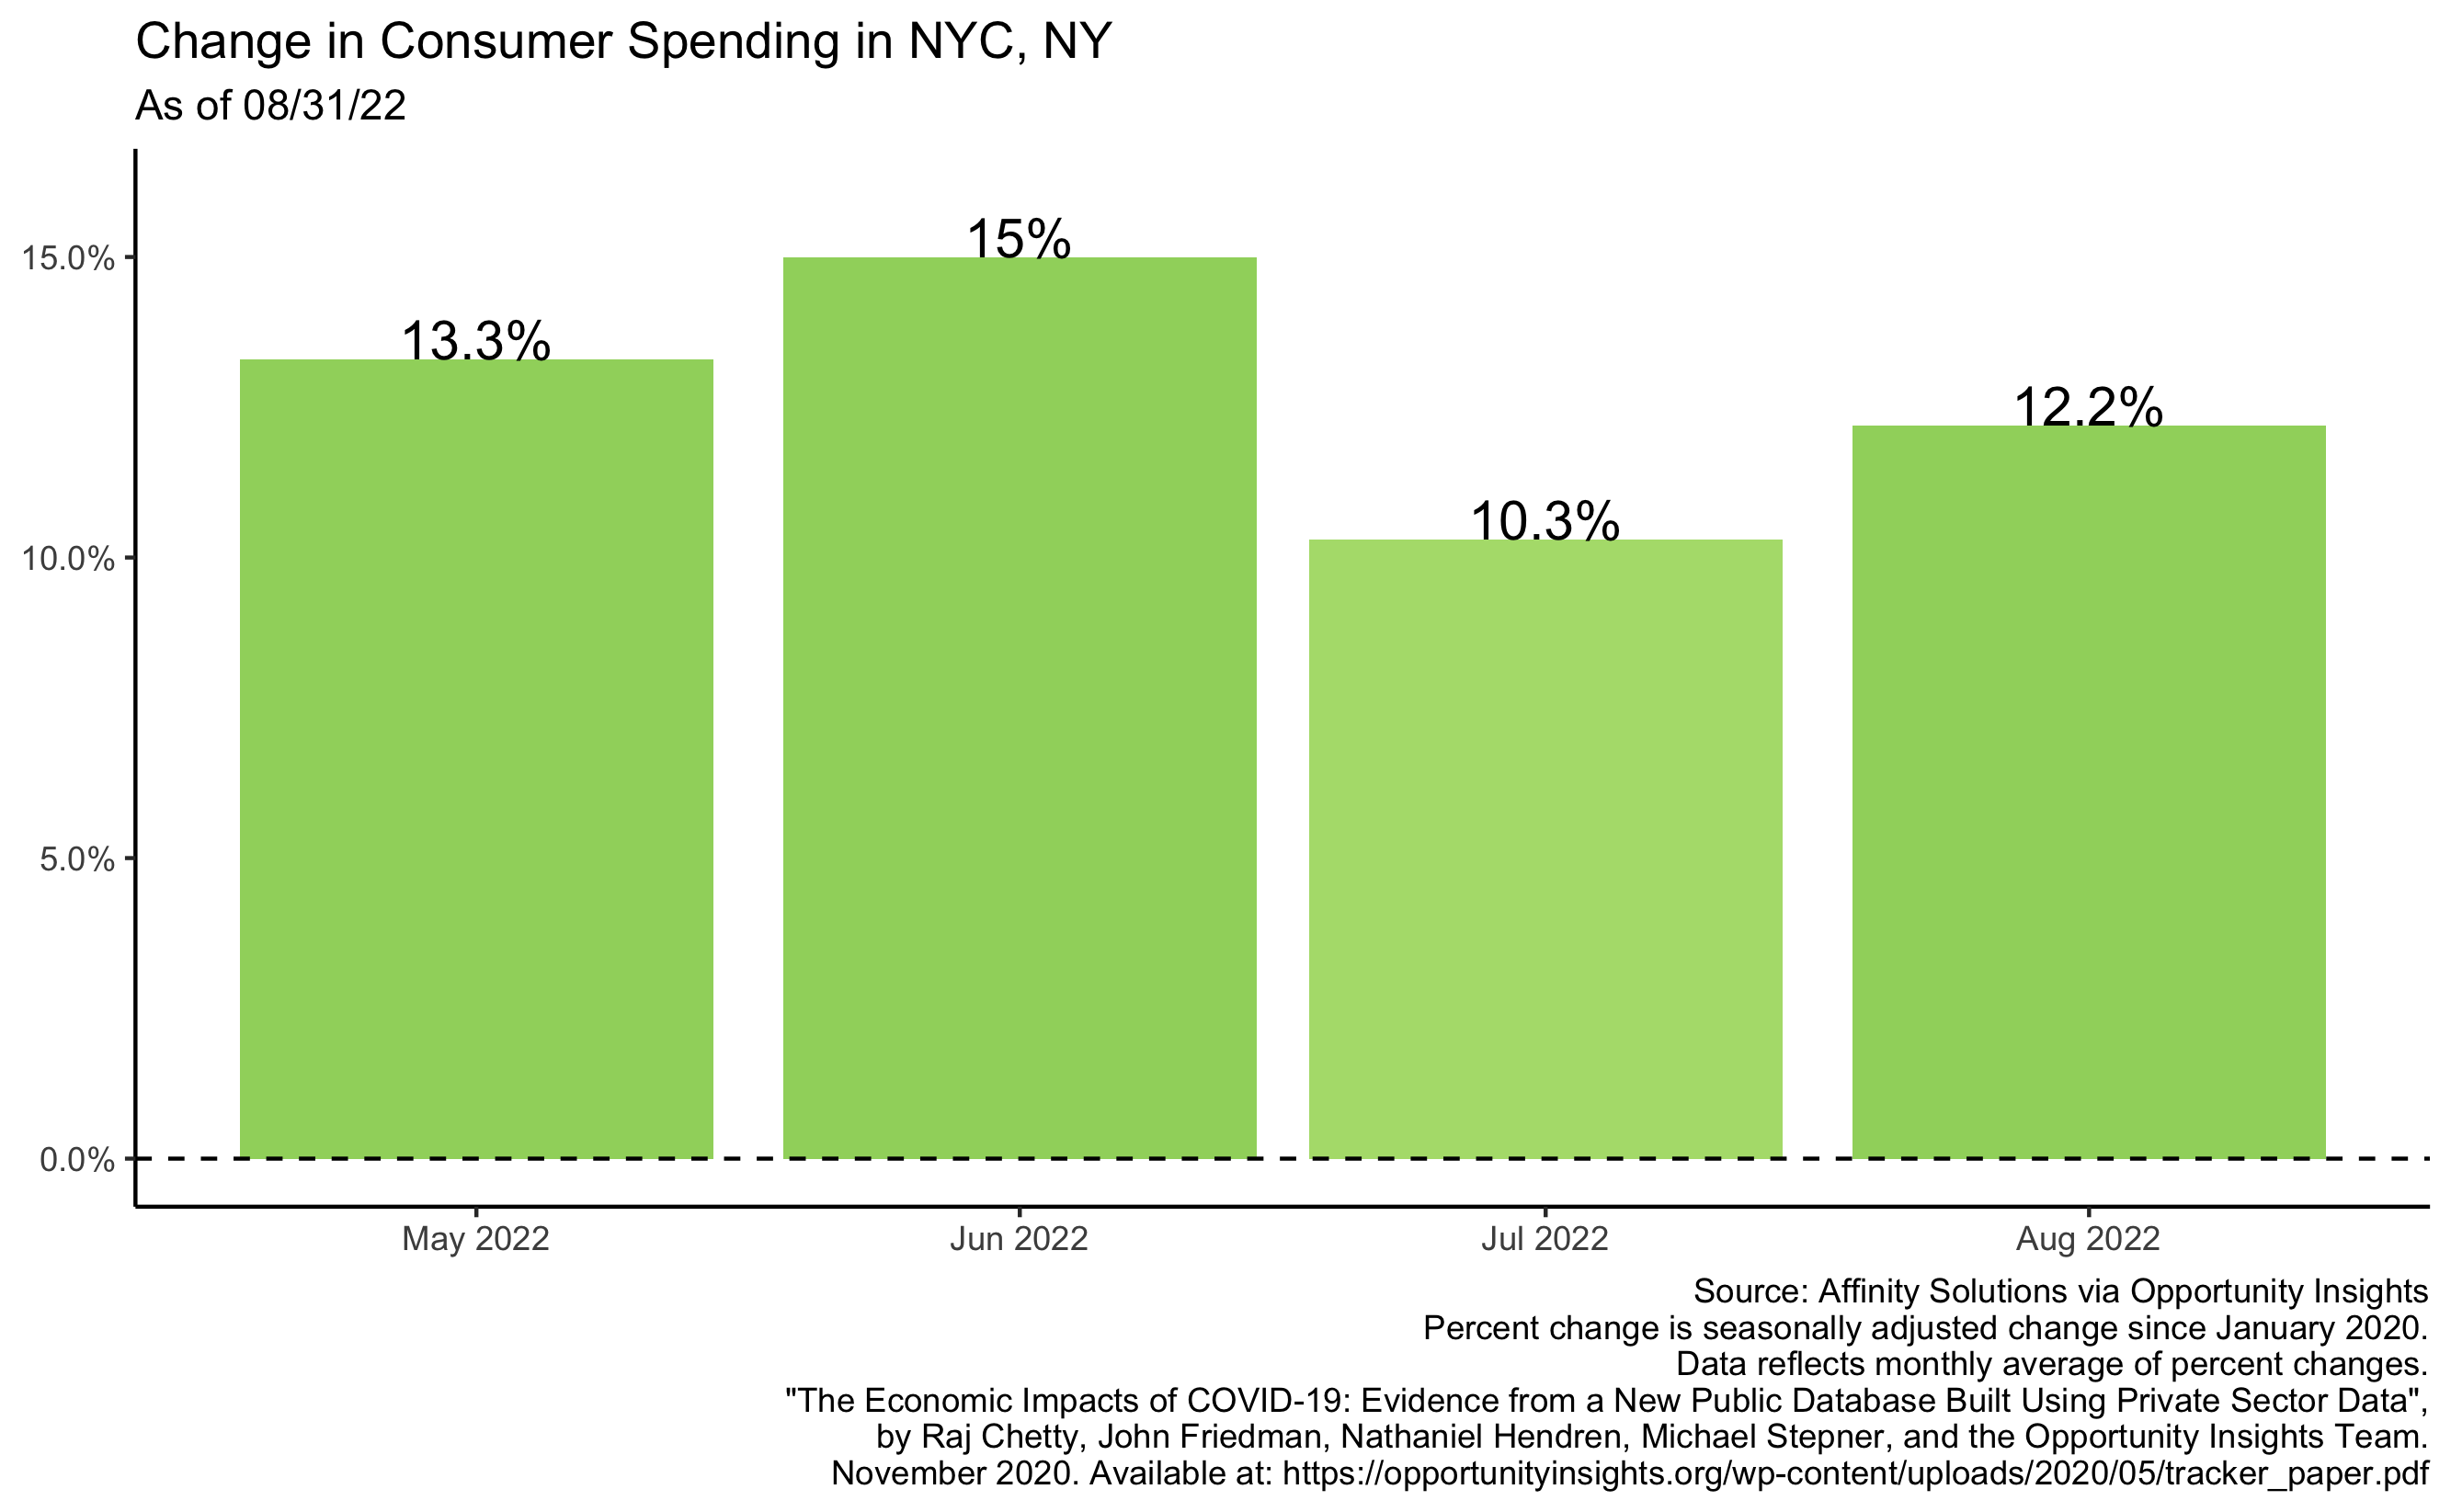 Change in Consumer Spending in NYC, NY
As of 08/31/22
15.0%
10.0%
5.0%
0.0%
13.3%
15%
10.3%
12.2%
May 2022
Jun 2022
Jul 2022
Aug 2022
Source: Affinity Solutions via Opportunity Insights
Percent change is seasonally adjusted change since January 2020.
Data reflects monthly average of percent changes.
"The Economic Impacts of COVID-19: Evidence from a New Public Database Built Using Private Sector Data",
by Raj Chetty, John Friedman, Nathaniel Hendren, Michael Stepner, and the Opportunity Insights Team.
November 2020. Available at: https://opportunityinsights.org/wp-content/uploads/2020/05/tracker_paper.pdf